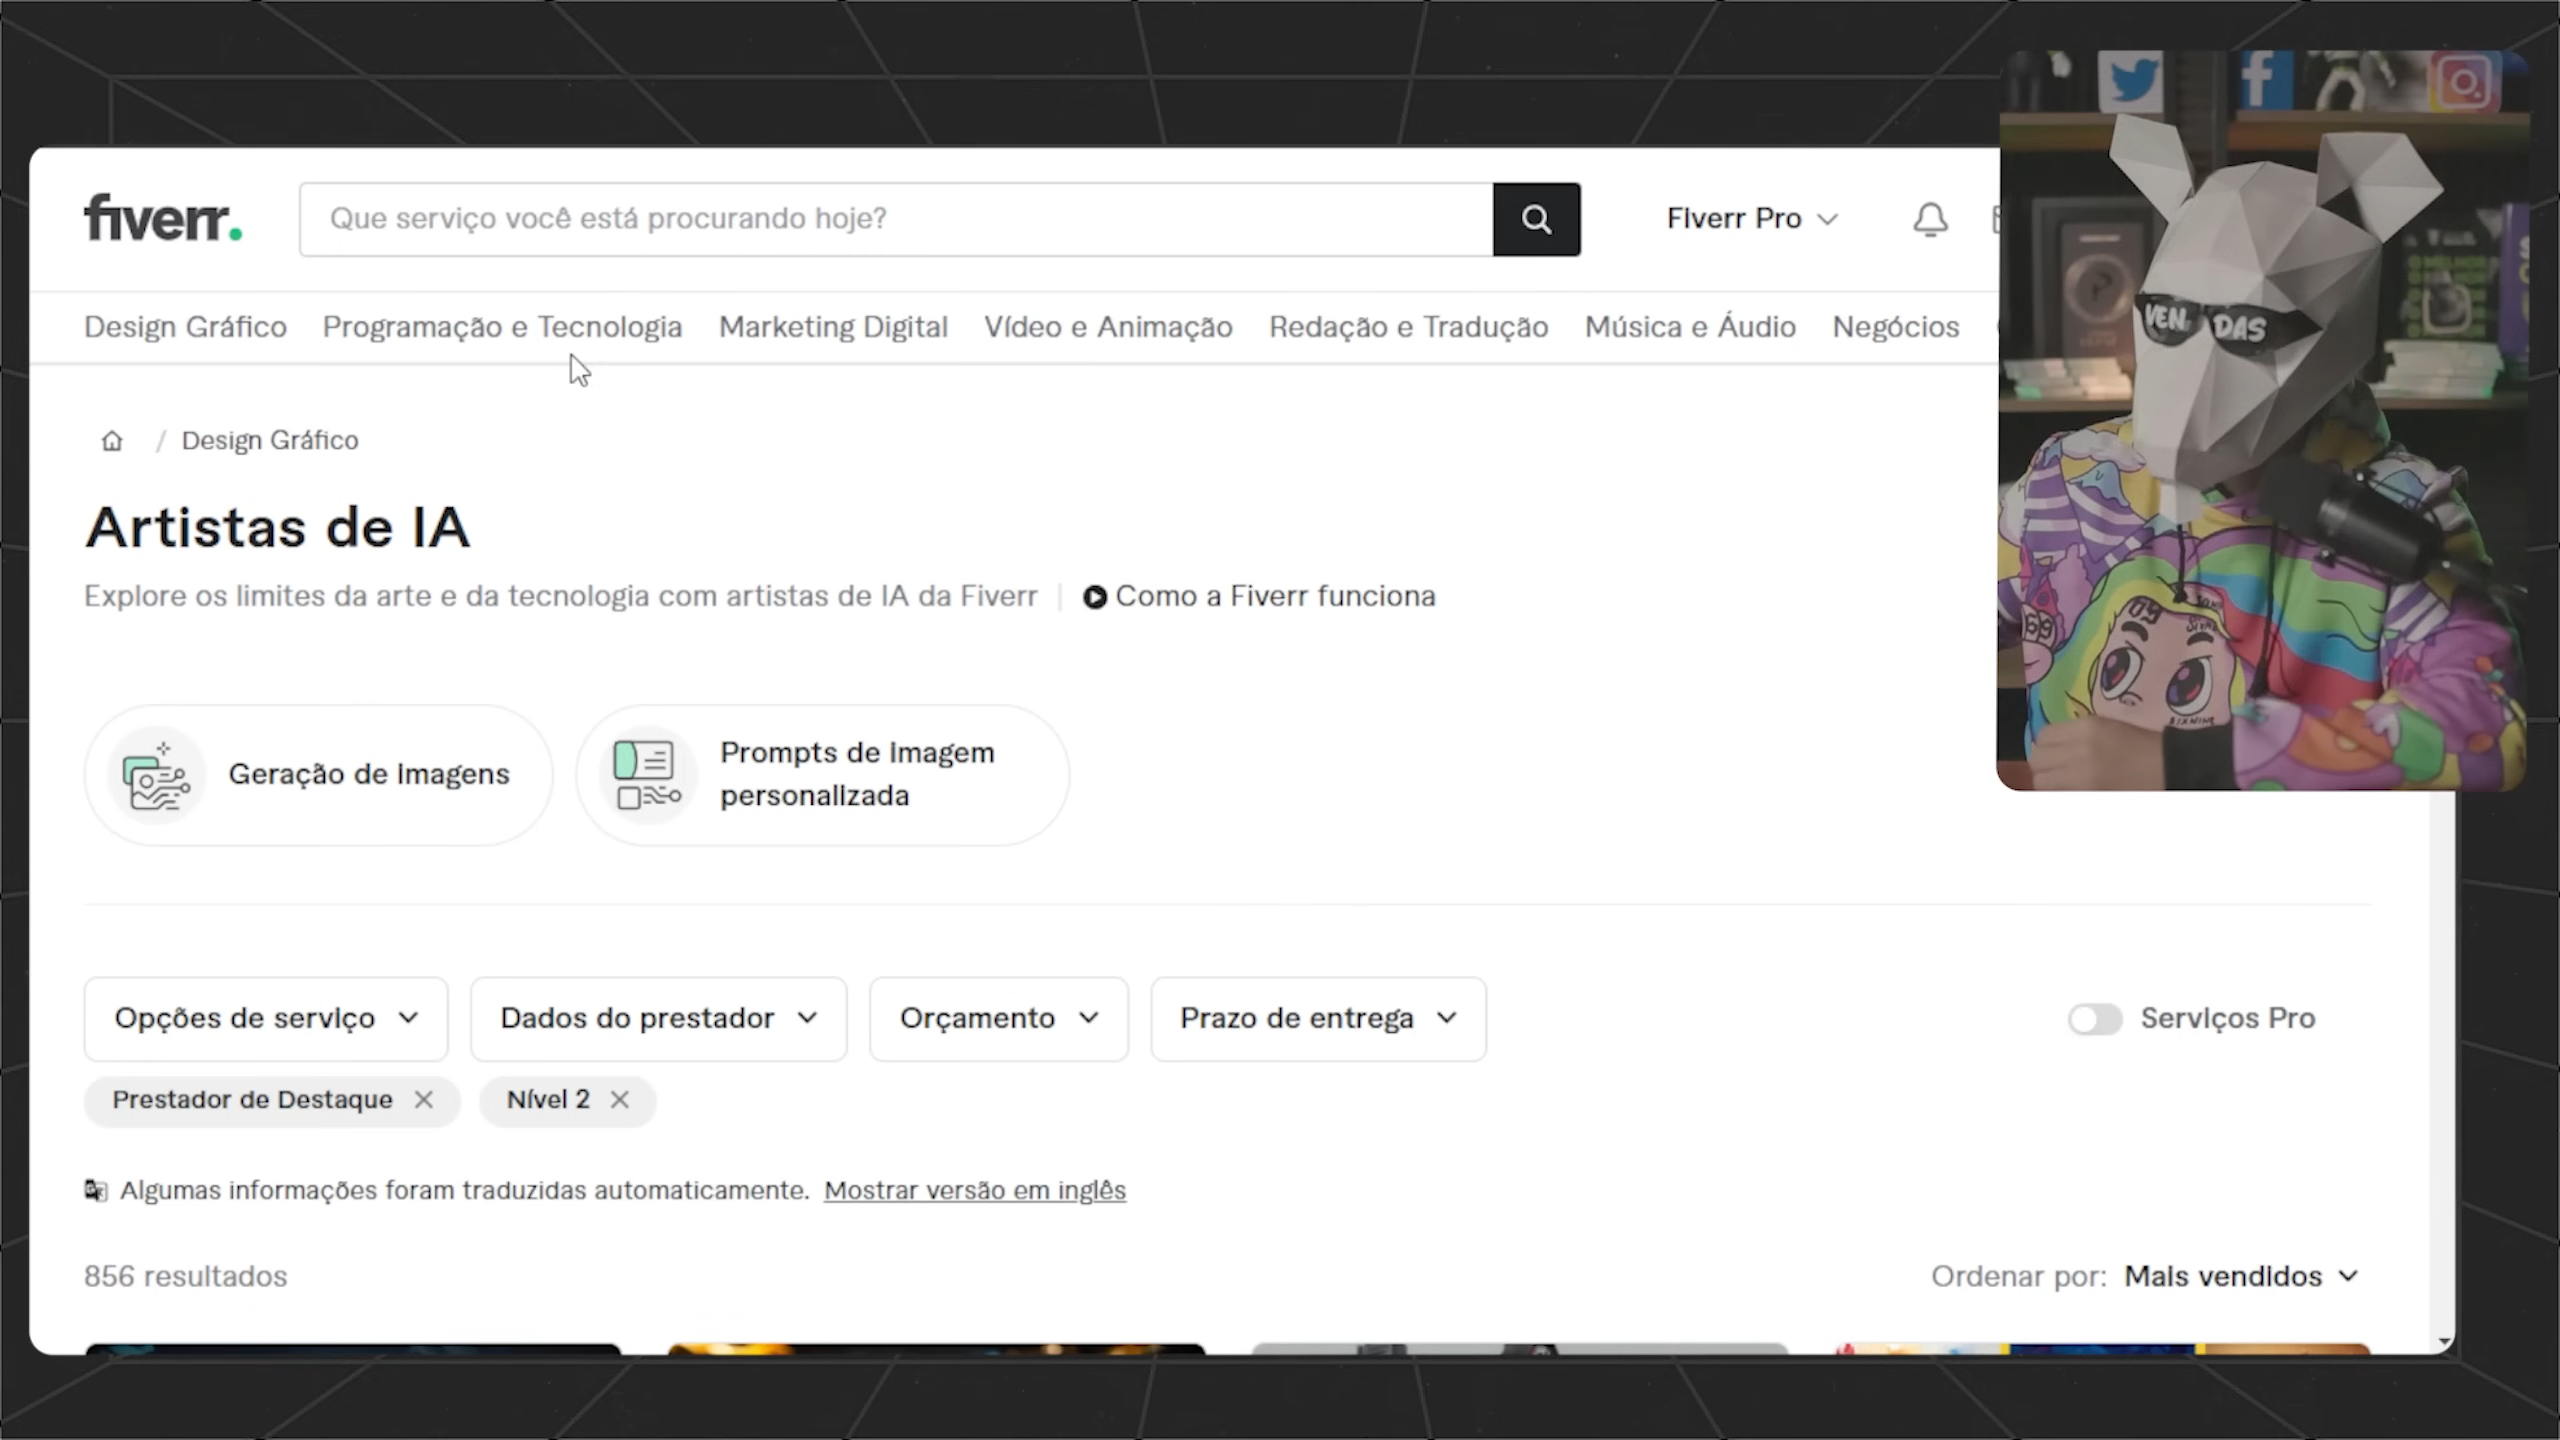 fiverr.
Que serviço você está procurando hoje?
Fiverr Pro
Design Gráfico
Programação e Tecnologia
Marketing Digital
Vídeo e Animação
Redação e Tradução
Música e Áudio
Negócios
/ Design Gráfico
Artistas de IA
Explore os limites da arte e da tecnologia com artistas de IA da Fiverr
Como a Fiverr funciona
Geração de Imagens
Prompts de Imagem
personalizada
Opções de serviço
Dados do prestador
Orçamento
Prazo de entrega
Serviços Pro
Prestador de Destaque
Nível 2
Algumas informações foram traduzidas automaticamente. Mostrar versão em inglês
856 resultados
Ordenar por: Mais vendidos
VEN DAS
69